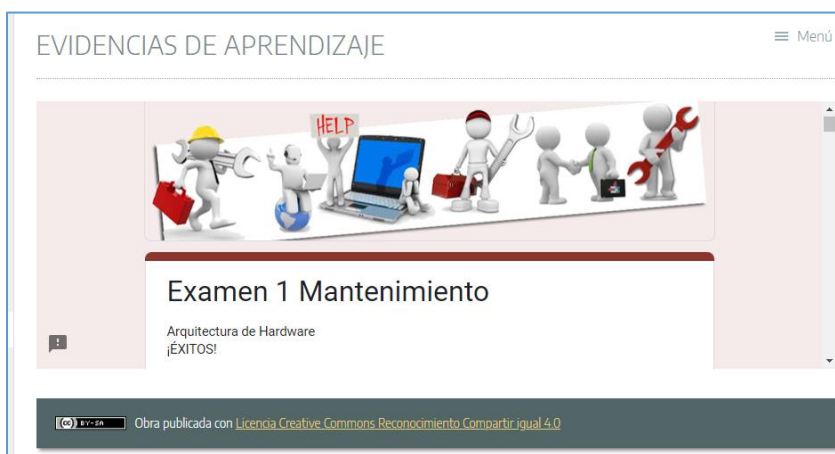 EVIDENCIAS DE APRENDIZAJE
Menú
HELP
Examen 1 Mantenimiento
Arquitectura de Hardware
¡ÉXITOS!
(cc) BY-SA Obra publicada con Licencia Creative Commons Reconocimiento Compartir igual 4.0